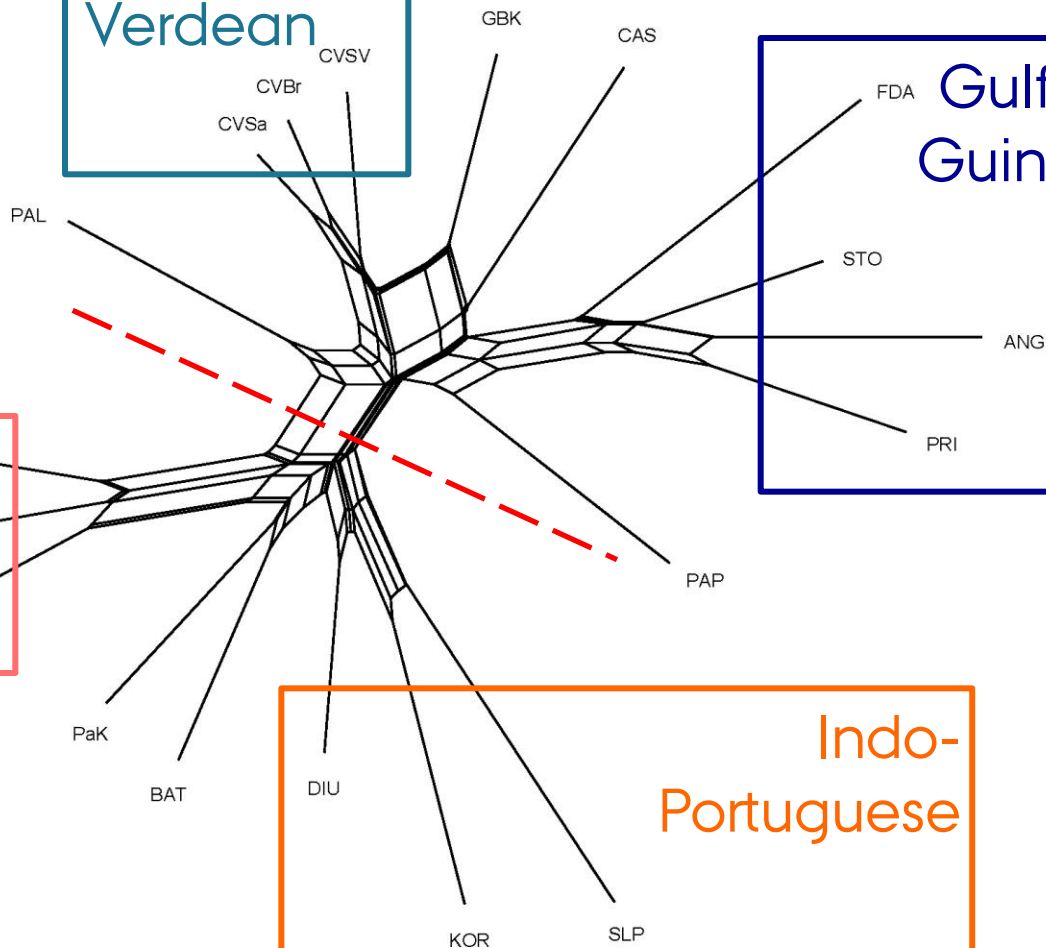 Verdean
GBK
CAS
CVSV
CVBr
CVSa
FDA
Gulf
Guin
PAL
STO
ANG
PRI
PAP
PaK
BAT
DIU
Indo-
Portuguese
KOR
SLP